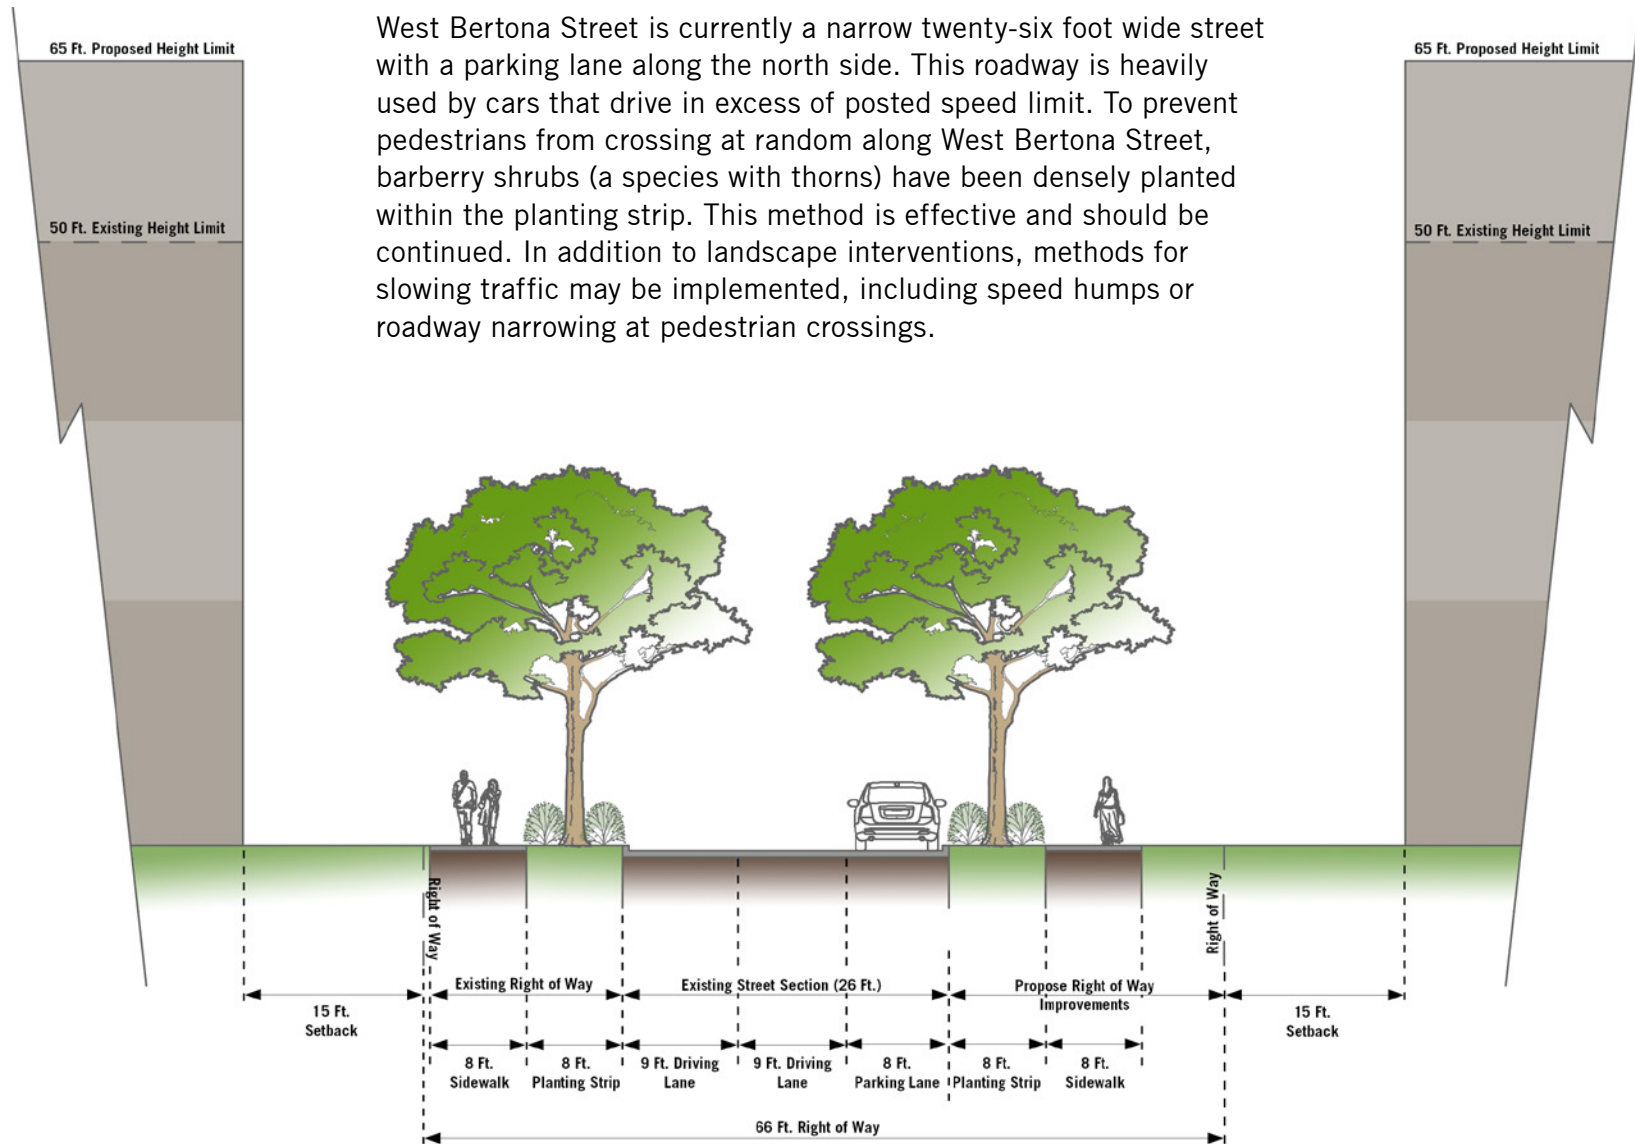 65 Ft. Proposed Height Limit
West Bertona Street is currently a narrow twenty-six foot wide street
with a parking lane along the north side. This roadway is heavily
used by cars that drive in excess of posted speed limit. To prevent
pedestrians from crossing at random along West Bertona Street,
barberry shrubs (a species with thorns) have been densely planted
within the planting strip. This method is effective and should be
continued. In addition to landscape interventions, methods for
slowing traffic may be implemented, including speed humps or
roadway narrowing at pedestrian crossings.
65 Ft. Proposed Height Limit
50 Ft. Existing Height Limit
50 Ft. Existing Height Limit
Right of Way
Right of Way
Existing Right of Way
Existing Street Section (26 Ft.)
Propose Right of Way
Improvements
15 Ft.
Setback
15 Ft.
Setback
8 Ft.
Sidewalk
8 Ft.
Planting Strip
9 Ft. Driving
Lane
9 Ft. Driving
Lane
8 Ft.
Parking Lane
8 Ft.
Planting Strip
8 Ft.
Sidewalk
66 Ft. Right of Way